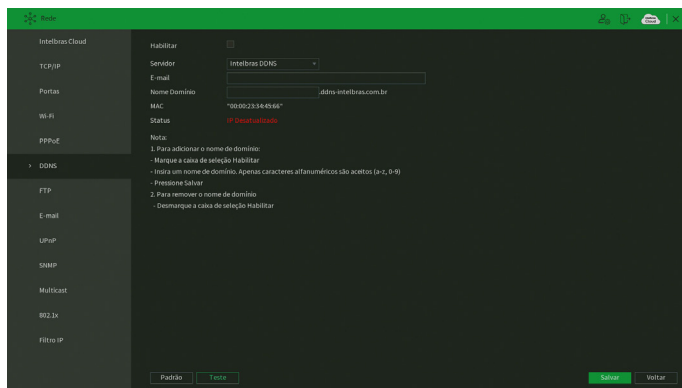 Rede
Intelbras Cloud
TCP/IP
Portas
Wi-Fi
PPPoE
> DDNS
FTP
E-mail
UPnP
SNMP
Multicast
802.1x
Filtro IP
Habilitar
Servidor Intelbras DDNS
E-mail
Nome Domínio .ddns-intelbras.com.br
MAC "00:00:23:34:45:66"
Status IP Desatualizado
Nota:
1. Para adicionar o nome de domínio:
- Marque a caixa de seleção Habilitar
- Insira um nome de domínio. Apenas caracteres alfanuméricos são aceitos (a-z, 0-9)
- Pressione Salvar
2. Para remover o nome de domínio
- Desmarque a caixa de seleção Habilitar
Padrão Teste Salvar Voltar